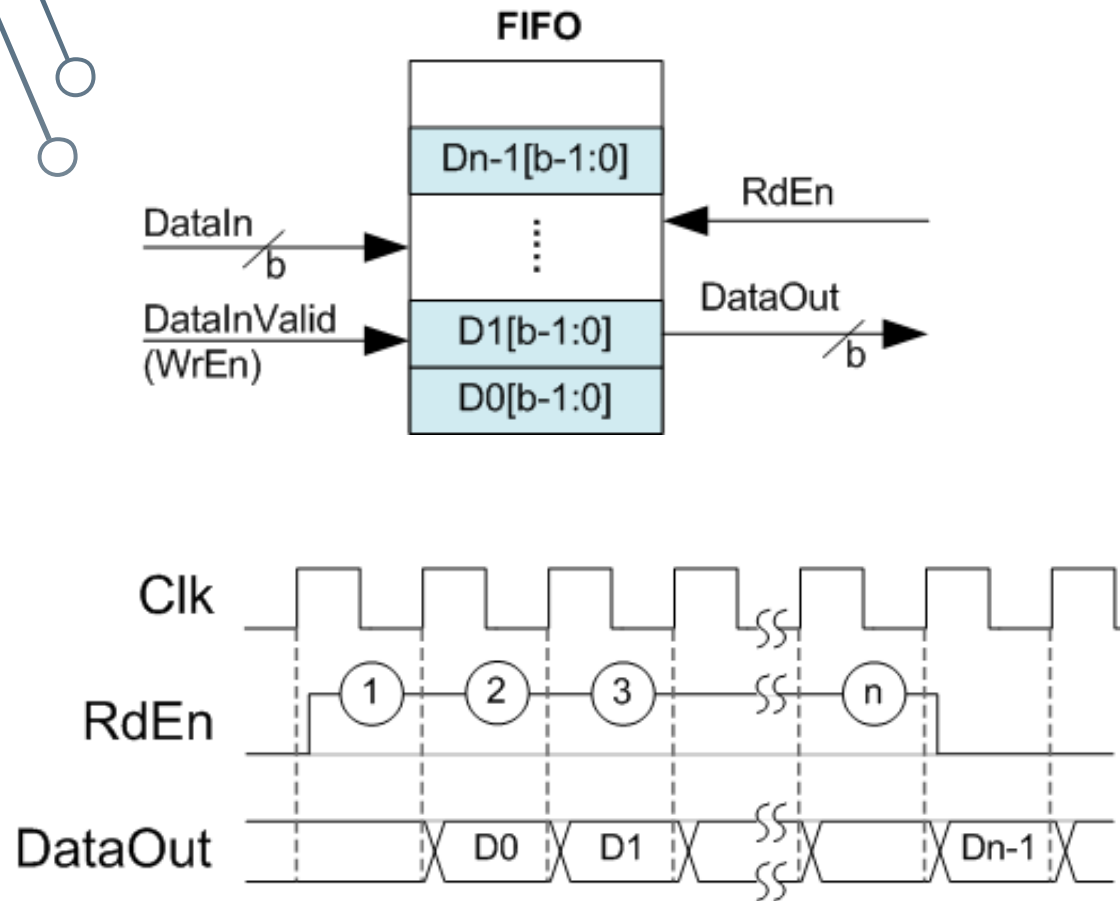 FIFO
Dn-1[b-1:0]
RdEn
DataIn
b
DataOut
DataInValid
D1[b-1:0]
b
(WrEn)
D0[b-1:0]
Clk
1 2 3 n
RdEn
DataOut D0 D1 Dn-1